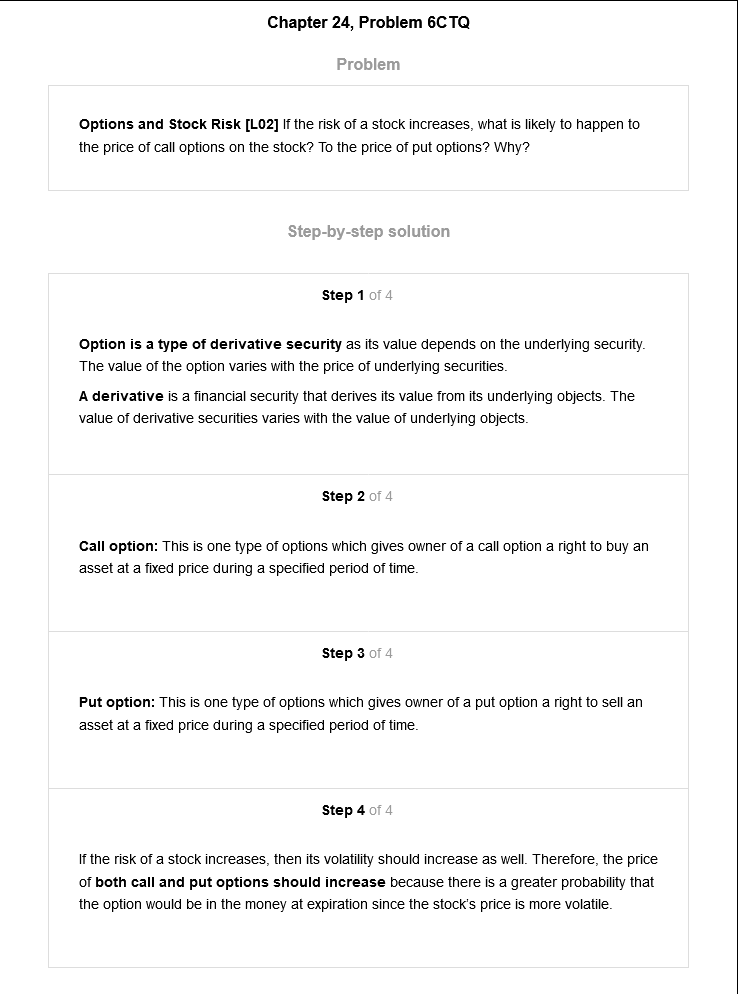 Chapter 24, Problem 6CTQ
Problem
Options and Stock Risk [L02] If the risk of a stock increases, what is likely to happen to
the price of call options on the stock? To the price of put options? Why?
Step-by-step solution
Step 1 of 4
Option is a type of derivative security as its value depends on the underlying security.
The value of the option varies with the price of underlying securities.
A derivative is a financial security that derives its value from its underlying objects. The
value of derivative securities varies with the value of underlying objects.
Step 2 of 4
Call option: This is one type of options which gives owner of a call option a right to buy an
asset at a fixed price during a specified period of time.
Step 3 of 4
Put option: This is one type of options which gives owner of a put option a right to sell an
asset at a fixed price during a specified period of time.
Step 4 of 4
If the risk of a stock increases, then its volatility should increase as well. Therefore, the price
of both call and put options should increase because there is a greater probability that
the option would be in the money at expiration since the stock's price is more volatile.